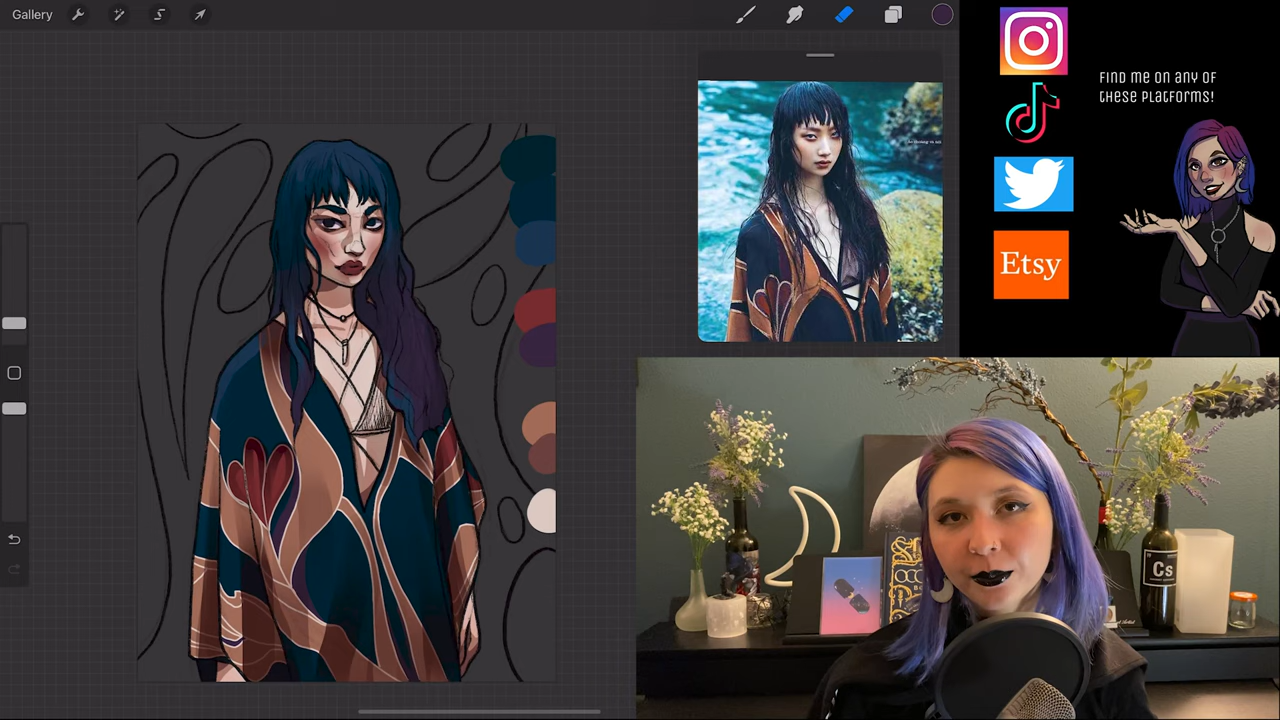 Gallery
FIND ME ON ANY OF
THESE PLATFORMS!
Etsy
Cs